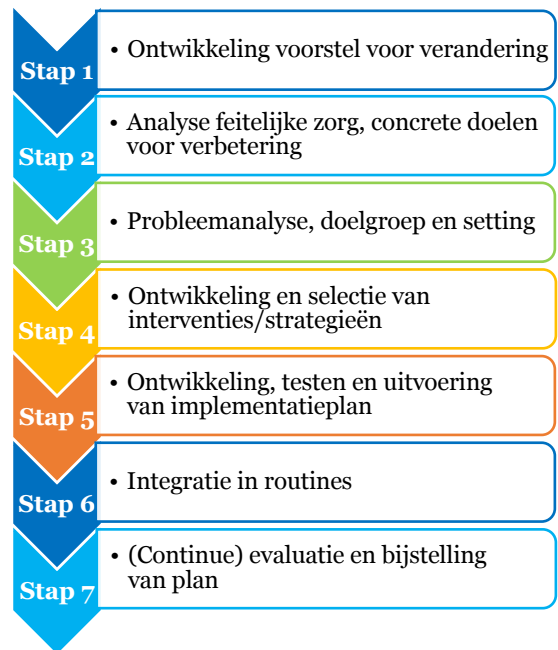 Stap 1
• Ontwikkeling voorstel voor verandering
Stap 2
• Analyse feitelijke zorg, concrete doelen
voor verbetering
Stap 3
• Probleemanalyse, doelgroep en setting
Stap 4
• Ontwikkeling en selectie van
interventies/strategieën
Stap 5
• Ontwikkeling, testen en uitvoering
van implementatieplan
Stap 6
• Integratie in routines
Stap 7
• (Continue) evaluatie en bijstelling
van plan